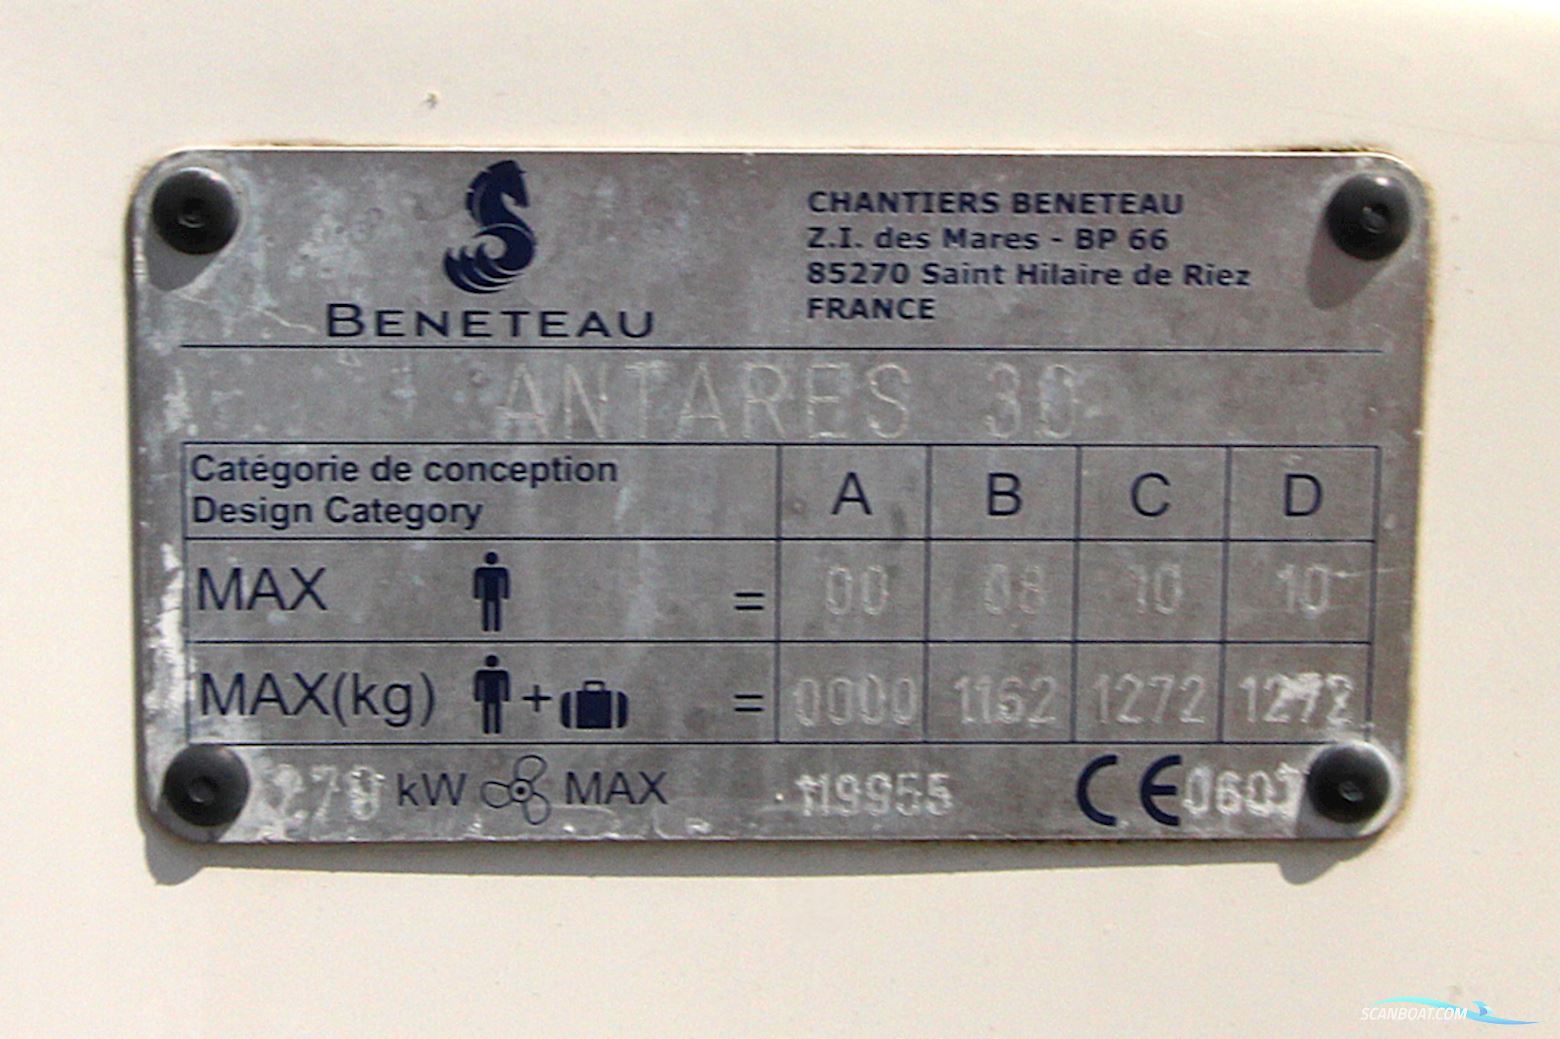 BENETEAU
CHANTIERS BENETEAU
Z.I. des Mares - BP 66
85270 Saint Hilaire de Riez
FRANCE
ANTARES 30
Catégorie de conception
Design Category
A B C D
MAX = 00 08 10 10
MAX(kg) + = 0000 1162 1272 1272
kW MAX 119955 CE
SCANBOAT.COM